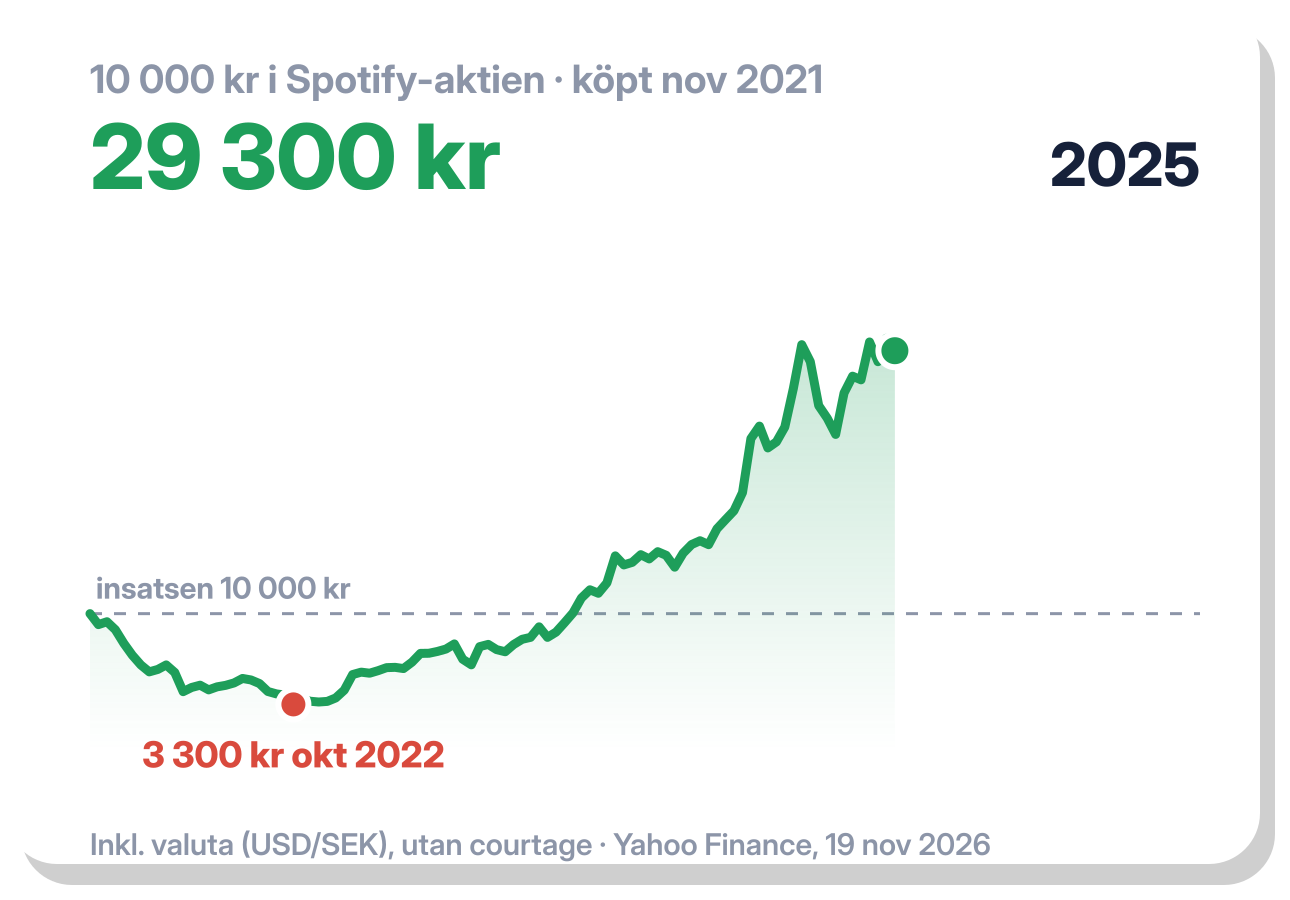 10 000 kr i Spotify-aktien · köpt nov 2021
29 300 kr
2025
insatsen 10 000 kr
3 300 kr okt 2022
Inkl. valuta (USD/SEK), utan courtage · Yahoo Finance, 19 nov 2026